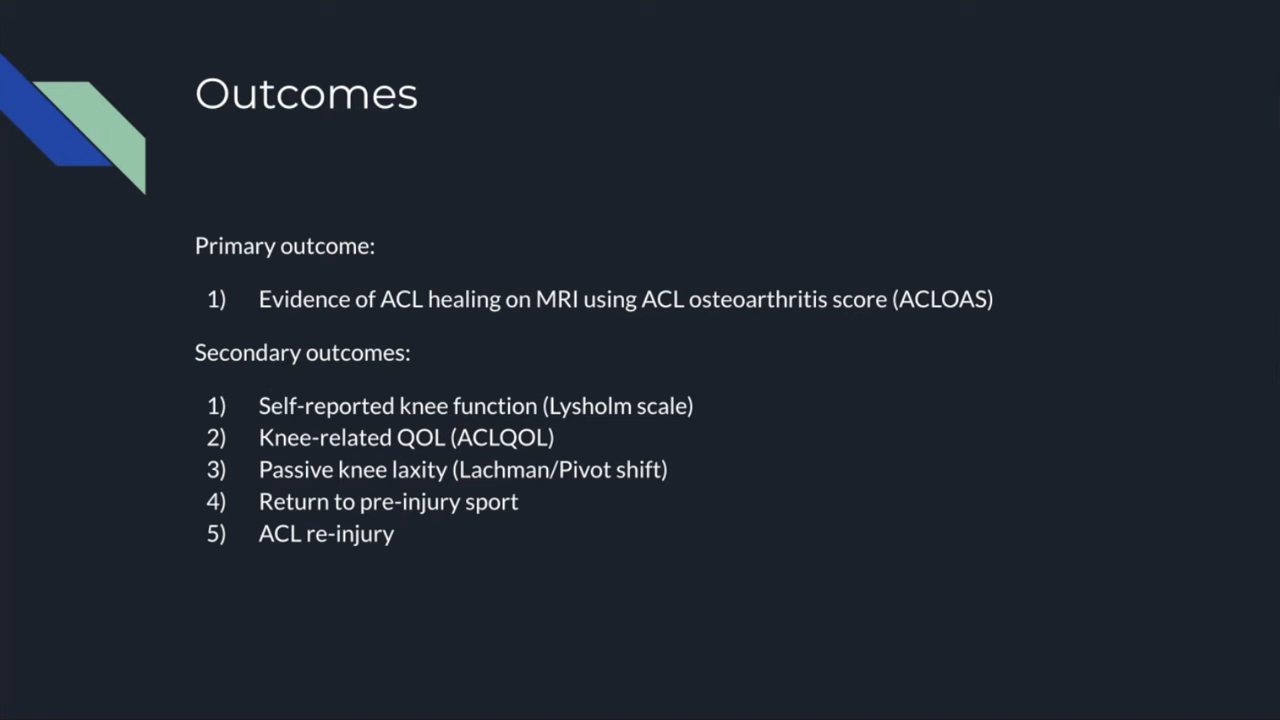 Outcomes
Primary outcome:
1) Evidence of ACL healing on MRI using ACL osteoarthritis score (ACLOAS)
Secondary outcomes:
1) Self-reported knee function (Lysholm scale)
2) Knee-related QOL (ACLQOL)
3) Passive knee laxity (Lachman/Pivot shift)
4) Return to pre-injury sport
5) ACL re-injury